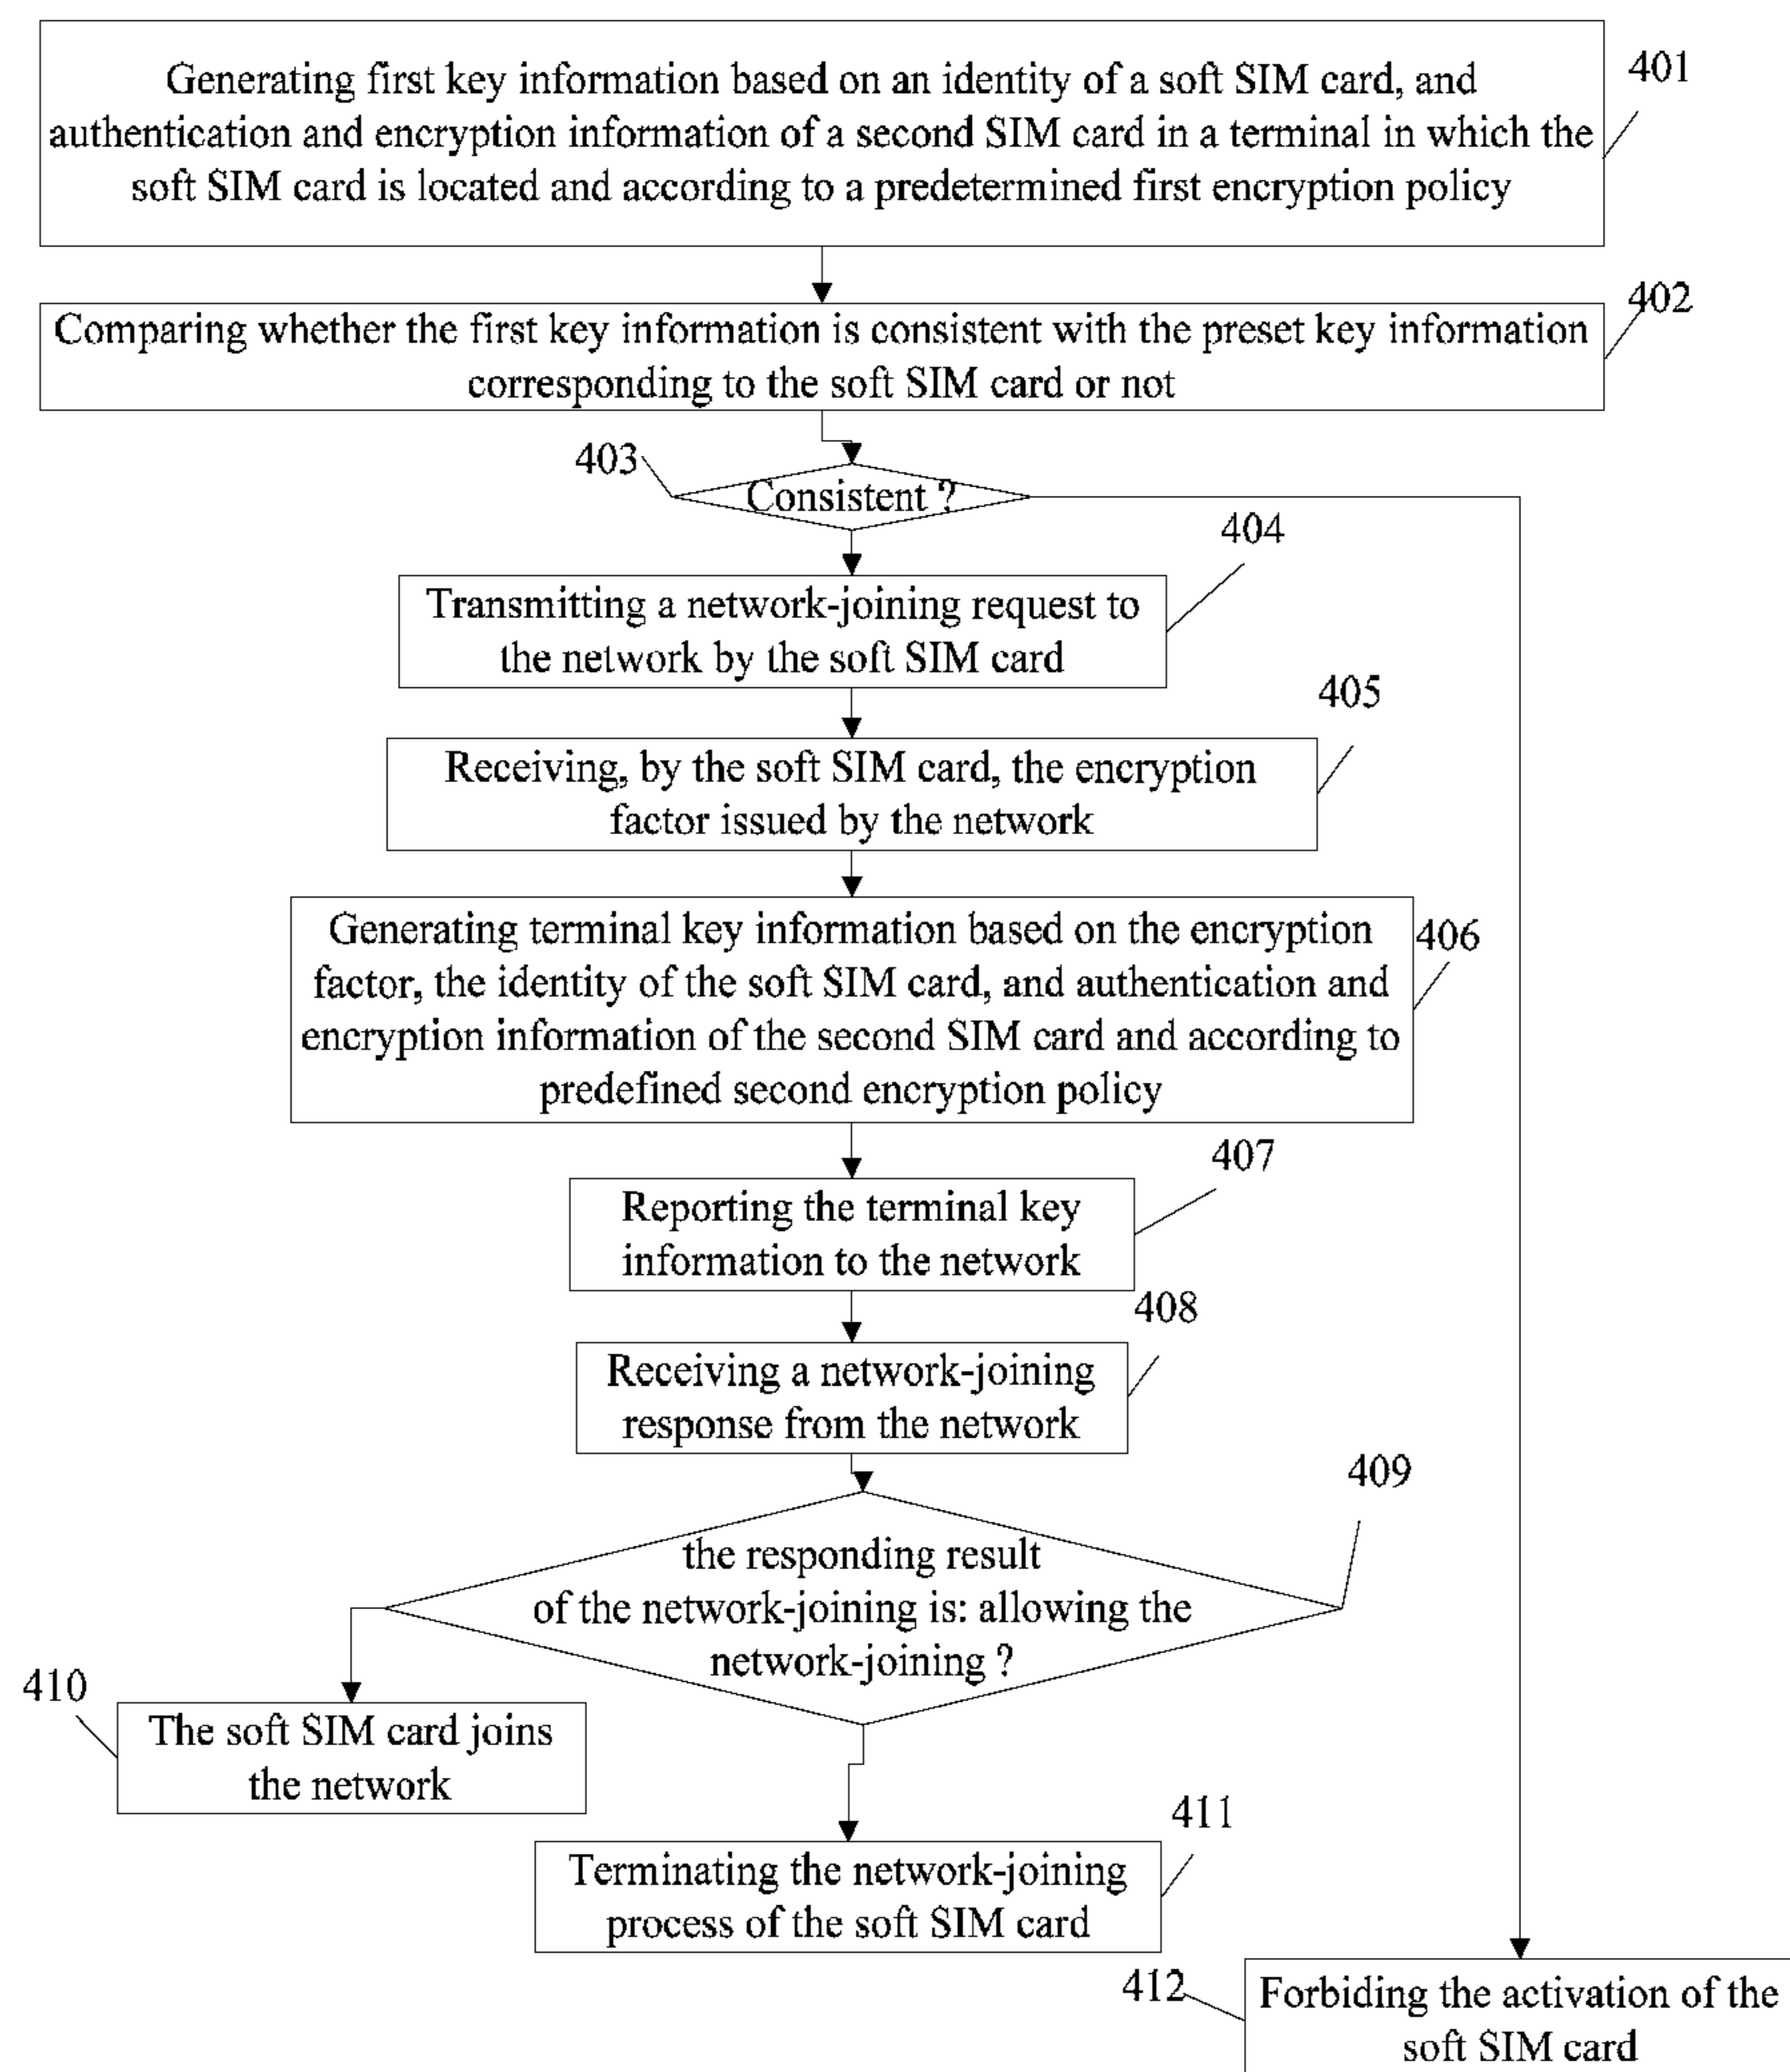 Generating first key information based on an identity of a soft SIM card, and
authentication and encryption information of a second SIM card in a terminal in which the
soft SIM card is located and according to a predetermined first encryption policy
401
Comparing whether the first key information is consistent with the preset key information
corresponding to the soft SIM card or not
402
403
Consistent ?
404
Transmitting a network-joining request to
the network by the soft SIM card
405
Receiving, by the soft SIM card, the encryption
factor issued by the network
406
Generating terminal key information based on the encryption
factor, the identity of the soft SIM card, and authentication and
encryption information of the second SIM card and according to
predefined second encryption policy
407
Reporting the terminal key
information to the network
408
Receiving a network-joining
response from the network
409
the responding result
of the network-joining is: allowing the
network-joining ?
410
The soft SIM card joins
the network
411
Terminating the network-joining
process of the soft SIM card
412
Forbiding the activation of the
soft SIM card